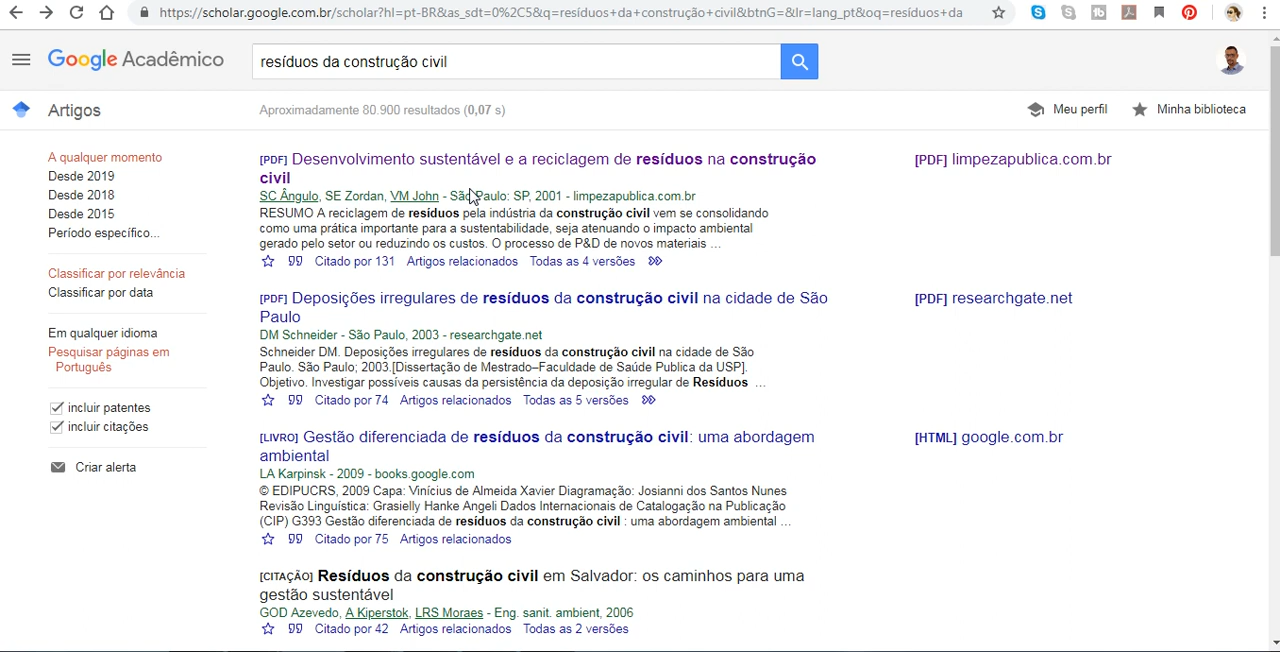 https://scholar.google.com.br/scholar?hl=pt-BR&as_sdt=0%2C5&q=resíduos+da+construção+civil&btnG=&lr=lang_pt&oq=resíduos+da
Google Acadêmico
resíduos da construção civil
Artigos
Aproximadamente 80.900 resultados (0,07 s)
Meu perfil
Minha biblioteca
A qualquer momento
Desde 2019
Desde 2018
Desde 2015
Período específico...
Classificar por relevância
Classificar por data
Em qualquer idioma
Pesquisar páginas em
Português
incluir patentes
incluir citações
Criar alerta
[PDF] Desenvolvimento sustentável e a reciclagem de resíduos na construção
civil
SC Ângulo, SE Zordan, VM John - São Paulo: SP, 2001 - limpezapublica.com.br
RESUMO A reciclagem de resíduos pela indústria da construção civil vem se consolidando
como uma prática importante para a sustentabilidade, seja atenuando o impacto ambiental
gerado pelo setor ou reduzindo os custos. O processo de P&D de novos materiais ...
Citado por 131 Artigos relacionados Todas as 4 versões
[PDF] limpezapublica.com.br
[PDF] Deposições irregulares de resíduos da construção civil na cidade de São
Paulo
DM Schneider - São Paulo, 2003 - researchgate.net
Schneider DM. Deposições irregulares de resíduos da construção civil na cidade de São
Paulo. São Paulo; 2003.[Dissertação de Mestrado–Faculdade de Saúde Publica da USP].
Objetivo. Investigar possíveis causas da persistência da deposição irregular de Resíduos ...
Citado por 74 Artigos relacionados Todas as 5 versões
[PDF] researchgate.net
[LIVRO] Gestão diferenciada de resíduos da construção civil: uma abordagem
ambiental
LA Karpinsk - 2009 - books.google.com
© EDIPUCRS, 2009 Capa: Vinícius de Almeida Xavier Diagramação: Josianni dos Santos Nunes
Revisão Linguística: Grasielly Hanke Angeli Dados Internacionais de Catalogação na Publicação
(CIP) G393 Gestão diferenciada de resíduos da construção civil : uma abordagem ambiental ...
Citado por 75 Artigos relacionados
[HTML] google.com.br
[CITAÇÃO] Resíduos da construção civil em Salvador: os caminhos para uma
gestão sustentável
GOD Azevedo, A Kiperstok, LRS Moraes - Eng. sanit. ambient, 2006
Citado por 42 Artigos relacionados Todas as 2 versões